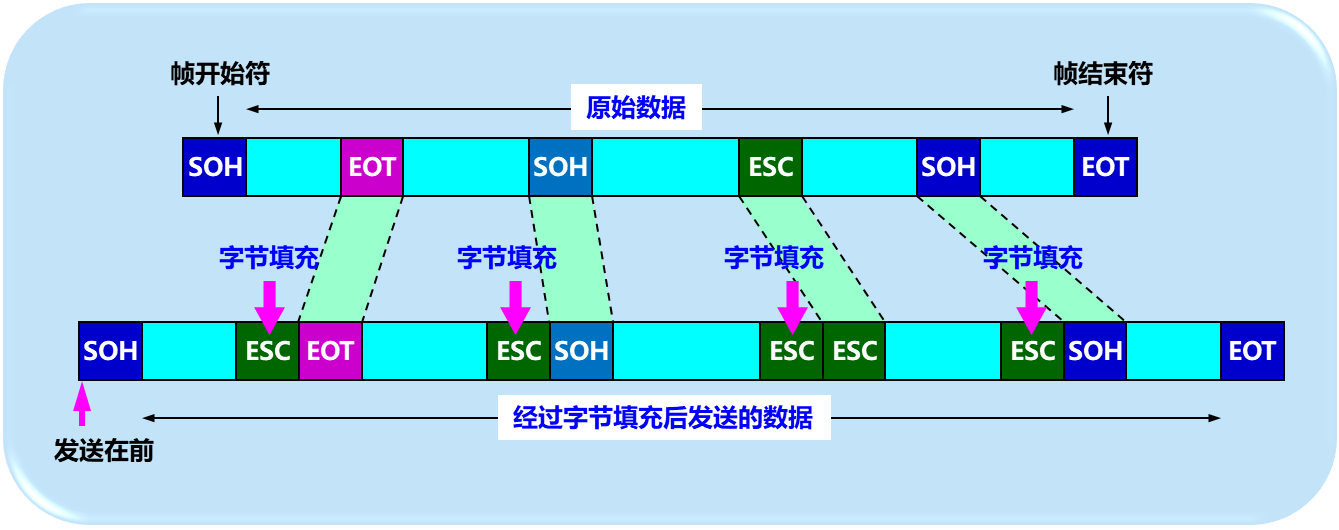 帧开始符
帧结束符
原始数据
SOH EOT SOH ESC SOH EOT
字节填充 字节填充 字节填充 字节填充
SOH ESC EOT ESC SOH ESC ESC ESC SOH EOT
经过字节填充后发送的数据
发送在前